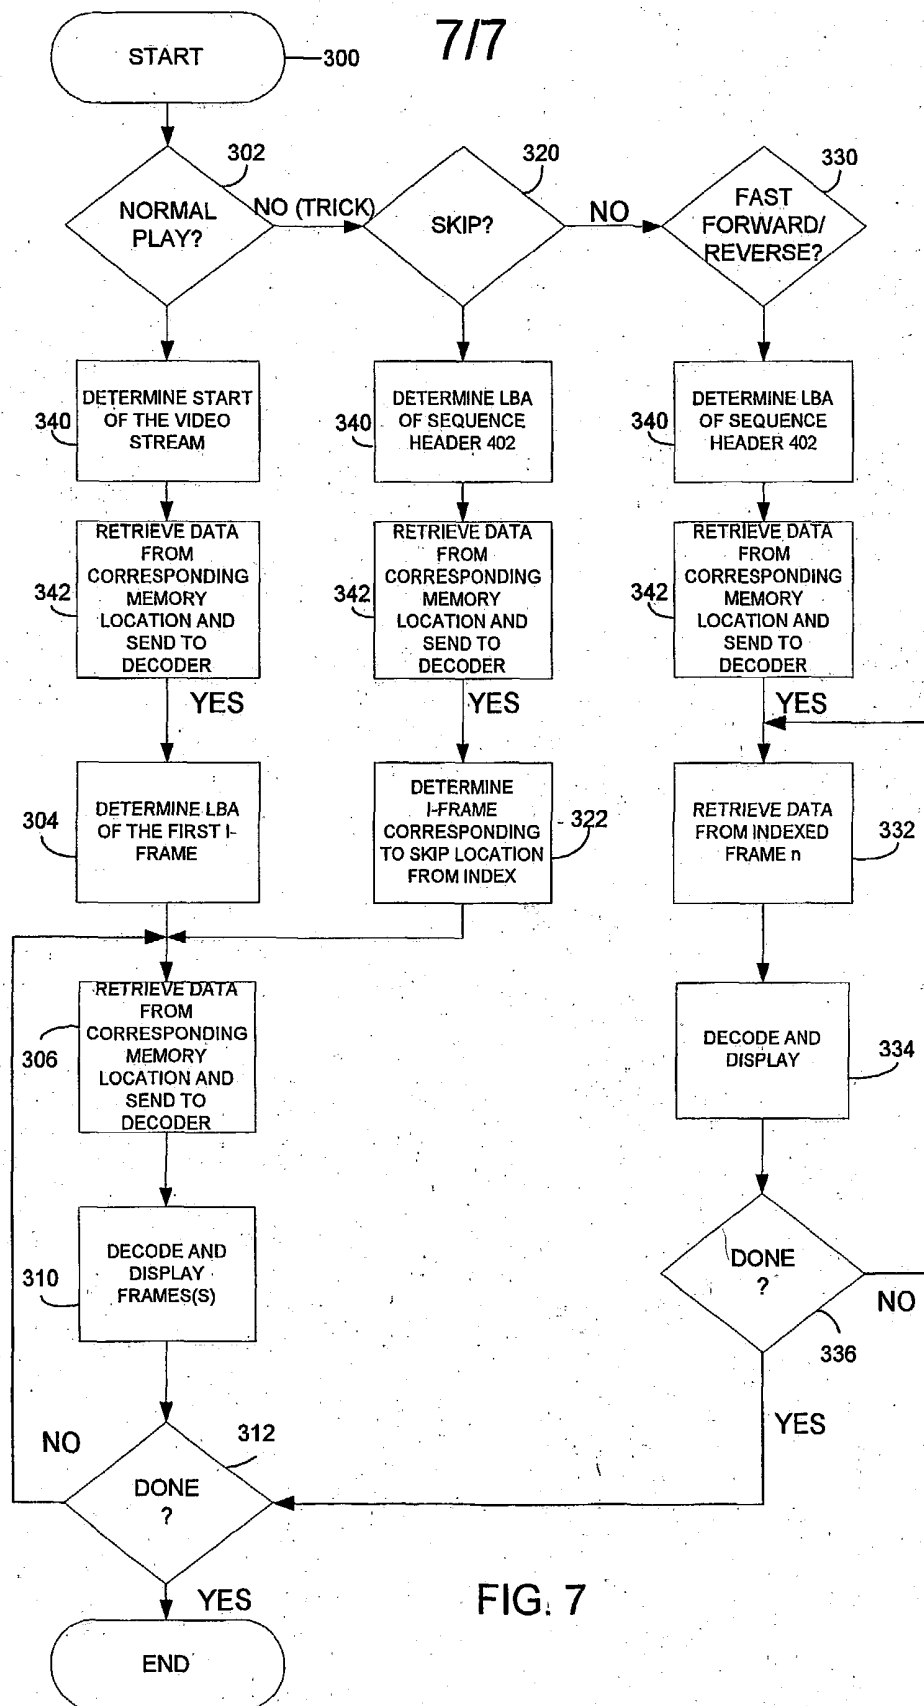 7/7
START
300
302
NORMAL
PLAY?
NO (TRICK)
320
SKIP?
NO
330
FAST
FORWARD/
REVERSE?
DETERMINE START
OF THE VIDEO
STREAM
340
DETERMINE LBA
OF SEQUENCE
HEADER 402
340
DETERMINE LBA
OF SEQUENCE
HEADER 402
340
RETRIEVE DATA
FROM
CORRESPONDING
MEMORY
LOCATION AND
SEND TO
DECODER
342
YES
RETRIEVE DATA
FROM
CORRESPONDING
MEMORY
LOCATION AND
SEND TO
DECODER
342
YES
RETRIEVE DATA
FROM
CORRESPONDING
MEMORY
LOCATION AND
SEND TO
DECODER
342
YES
304
DETERMINE LBA
OF THE FIRST I-
FRAME
DETERMINE
I-FRAME
CORRESPONDING
TO SKIP LOCATION
FROM INDEX
322
RETRIEVE DATA
FROM INDEXED
FRAME n
332
RETRIEVE DATA
FROM
CORRESPONDING
MEMORY
LOCATION AND
SEND TO
DECODER
306
DECODE AND
DISPLAY
334
DECODE AND
DISPLAY
FRAMES(S)
310
DONE
?
NO
336
YES
NO
312
DONE
?
YES
END
FIG. 7